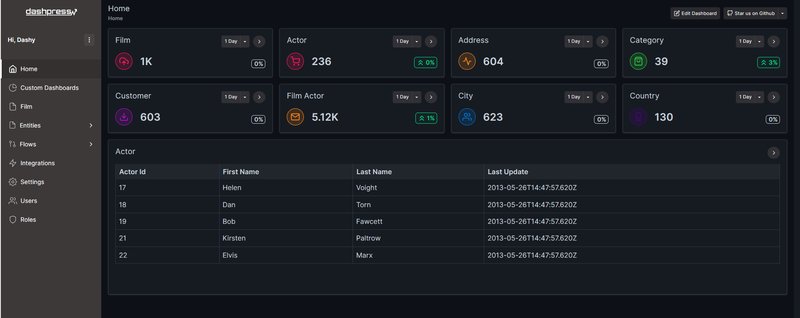 dashpress
Hi, Dashy
Home
Custom Dashboards
Film
Entities
Flows
Integrations
Settings
Users
Roles
Home
Home
Edit Dashboard
Star us on Github
Film 1 Day
1K 0%
Actor 1 Day
236 0%
Address 1 Day
604 0%
Category 1 Day
39 3%
Customer 1 Day
603 0%
Film Actor 1 Day
5.12K 1%
City 1 Day
623 0%
Country 1 Day
130 0%
Actor
Actor Id First Name Last Name Last Update
17 Helen Voight 2013-05-26T14:47:57.620Z
18 Dan Torn 2013-05-26T14:47:57.620Z
19 Bob Fawcett 2013-05-26T14:47:57.620Z
21 Kirsten Paltrow 2013-05-26T14:47:57.620Z
22 Elvis Marx 2013-05-26T14:47:57.620Z